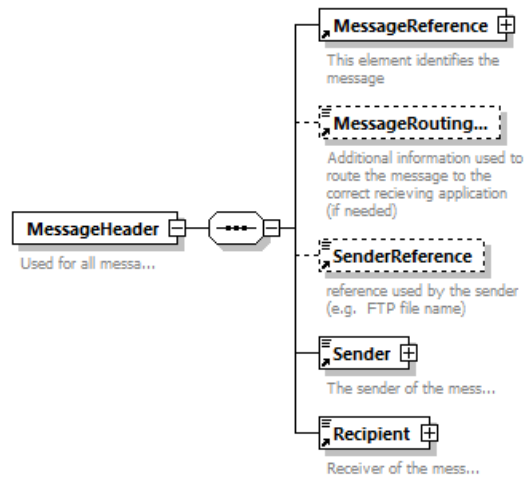 MessageReference
This element identifies the
message
MessageRouting...
Additional information used to
route the message to the
correct recieving application
(if needed)
MessageHeader
Used for all messa...
SenderReference
reference used by the sender
(e.g. FTP file name)
Sender
The sender of the mess...
Recipient
Receiver of the mess...